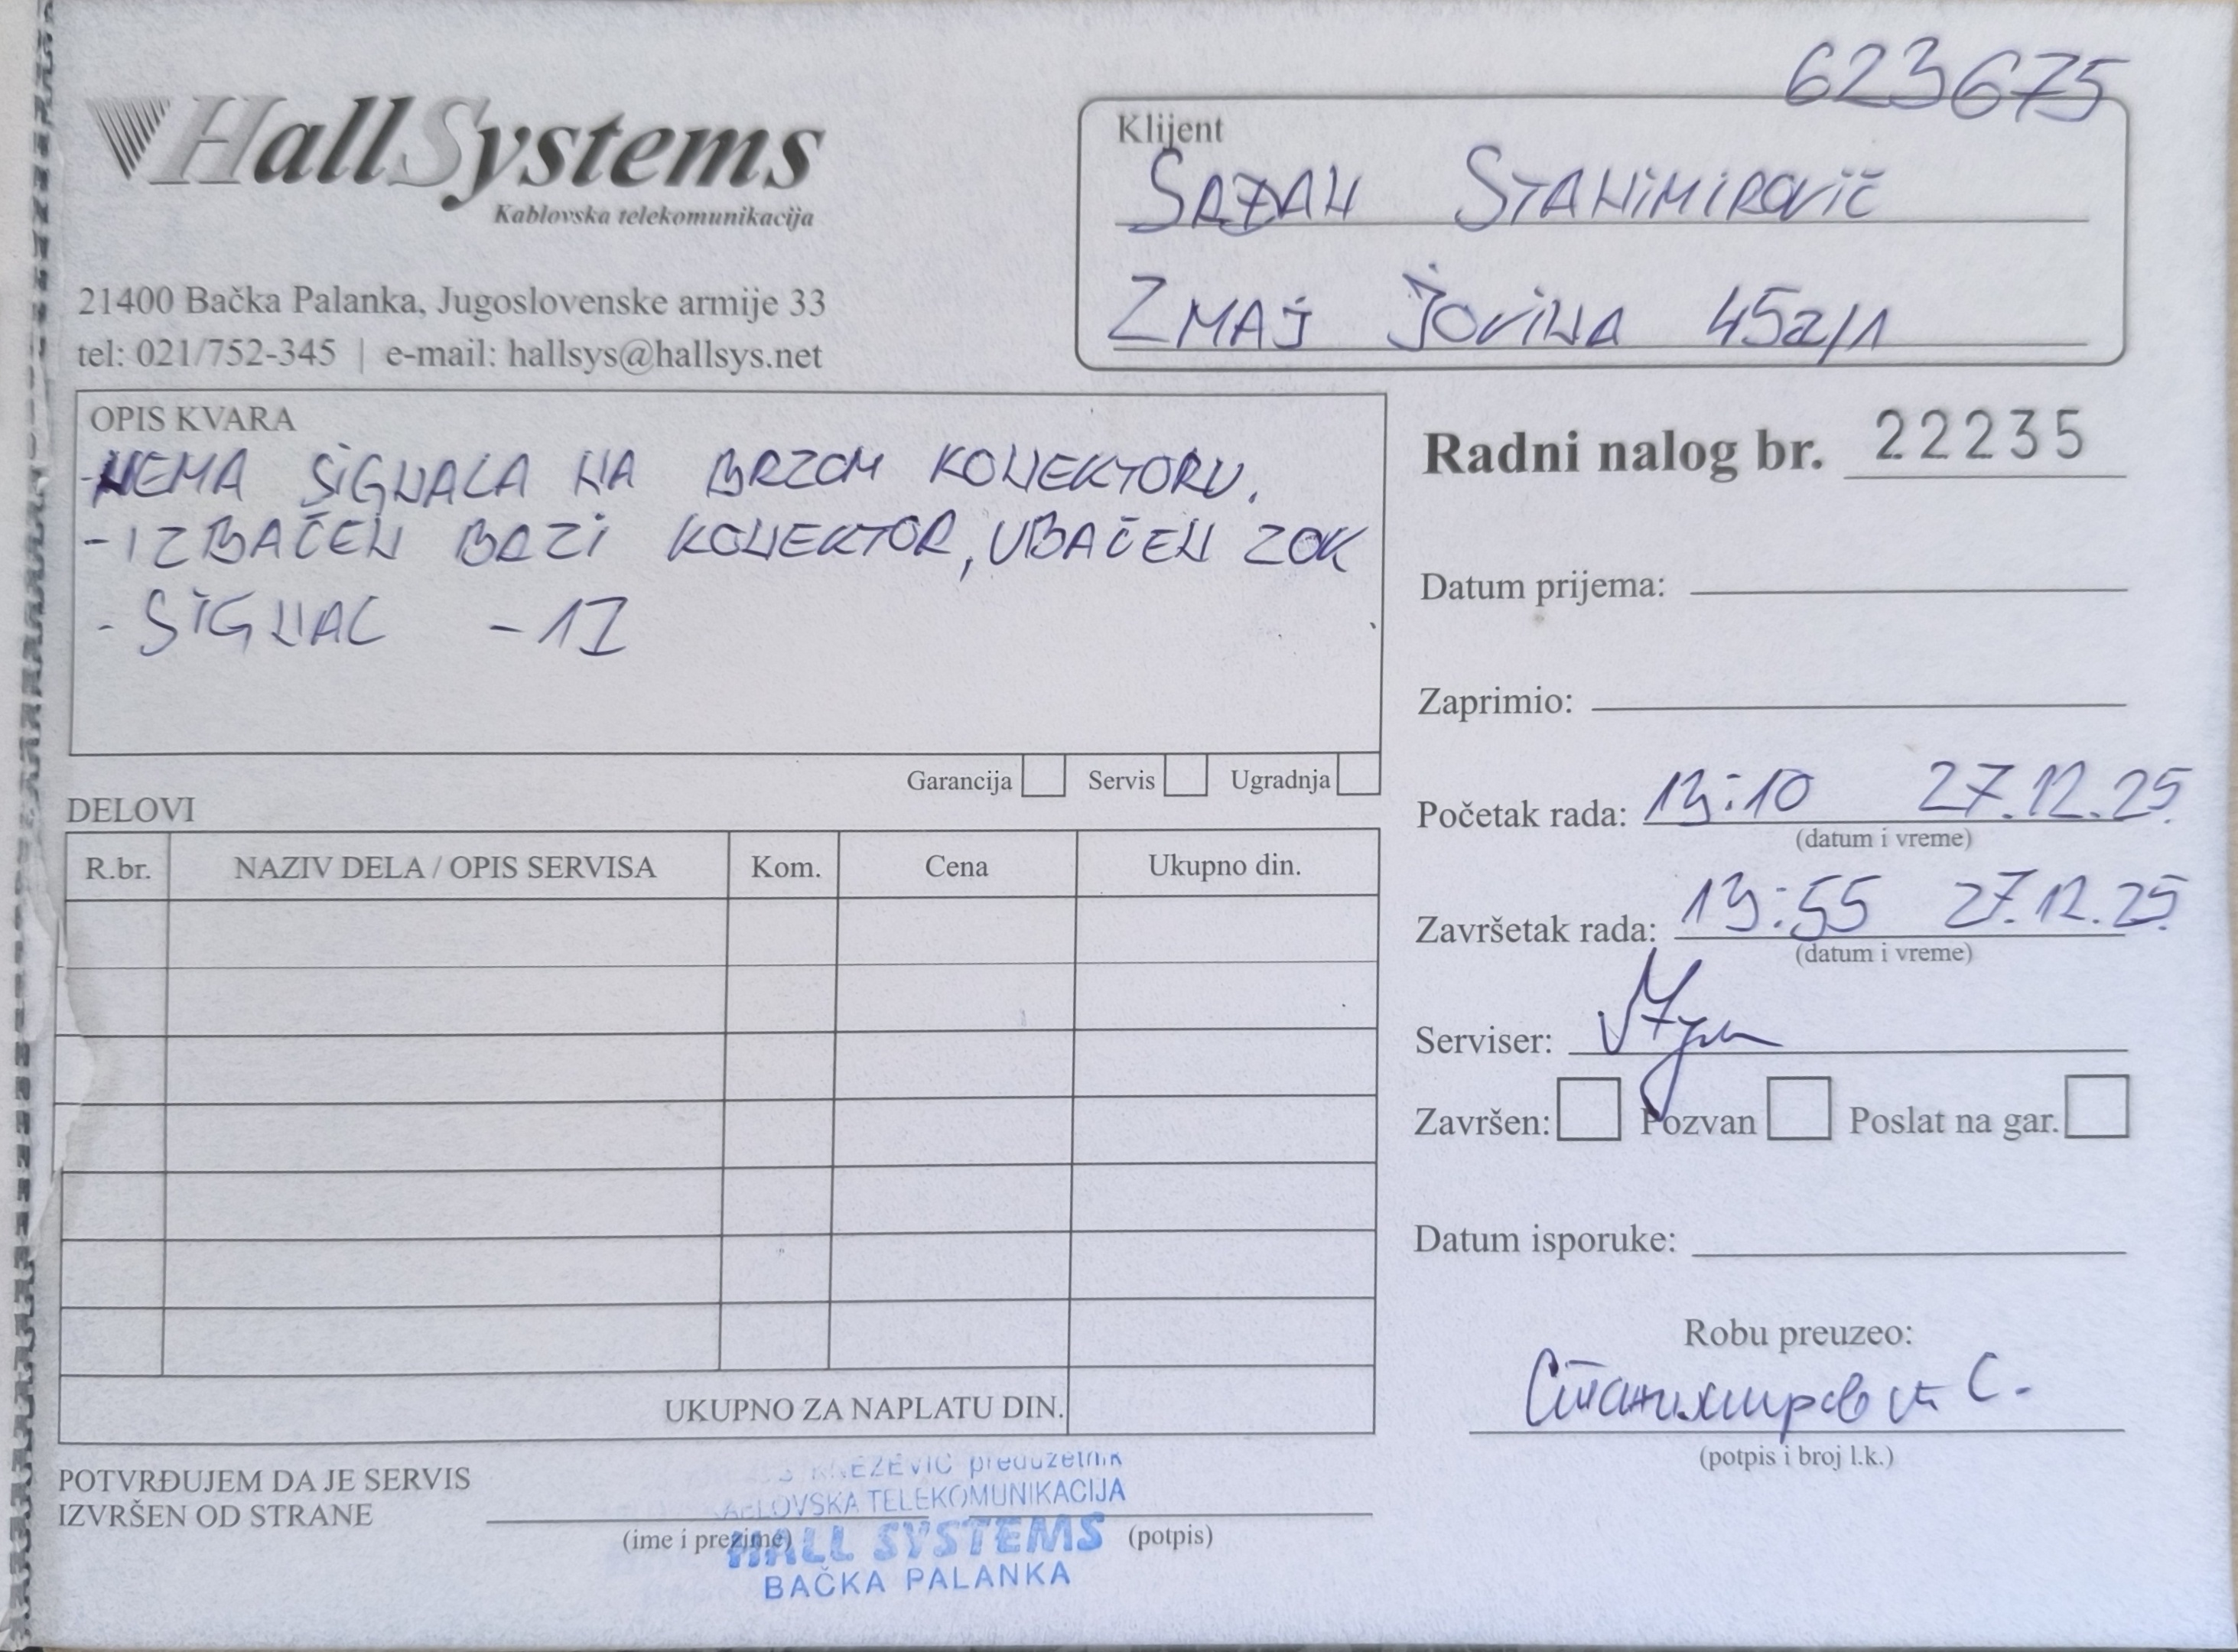 623675
HallSystems
Kablovska telekomunikacija
21400 Bačka Palanka, Jugoslovenske armije 33
tel: 021/752-345 | e-mail: hallsys@hallsys.net
Klijent
STANIMIROVIČ
ZMAJ JOVINA 45a/1
OPIS KVARA
-NEMA SIGNALA NA BRZOM KONEKTORU.
-IZBAČEN BRZI KONEKTOR, UBAČEN ZOK
- SIGNAL
Garancija Servis Ugradnja
Radni nalog br. 22235
Datum prijema:
Zaprimio:
Početak rada: 13:10 27.12.25.
(datum i vreme)
Završetak rada: 13:55 27.12.25.
(datum i vreme)
Serviser:
Završen: Pozvan Poslat na gar.
Datum isporuke:
Robu preuzeo:
Станимировић С.
(potpis i broj l.k.)
DELOVI
R.br. NAZIV DELA / OPIS SERVISA Kom. Cena Ukupno din.
UKUPNO ZA NAPLATU DIN.
POTVRĐUJEM DA JE SERVIS
IZVRŠEN OD STRANE
(ime i prezime) (potpis)
KNEŽEVIĆ preduzetnik
KABLOVSKA TELEKOMUNIKACIJA
HALL SYSTEMS
BAČKA PALANKA